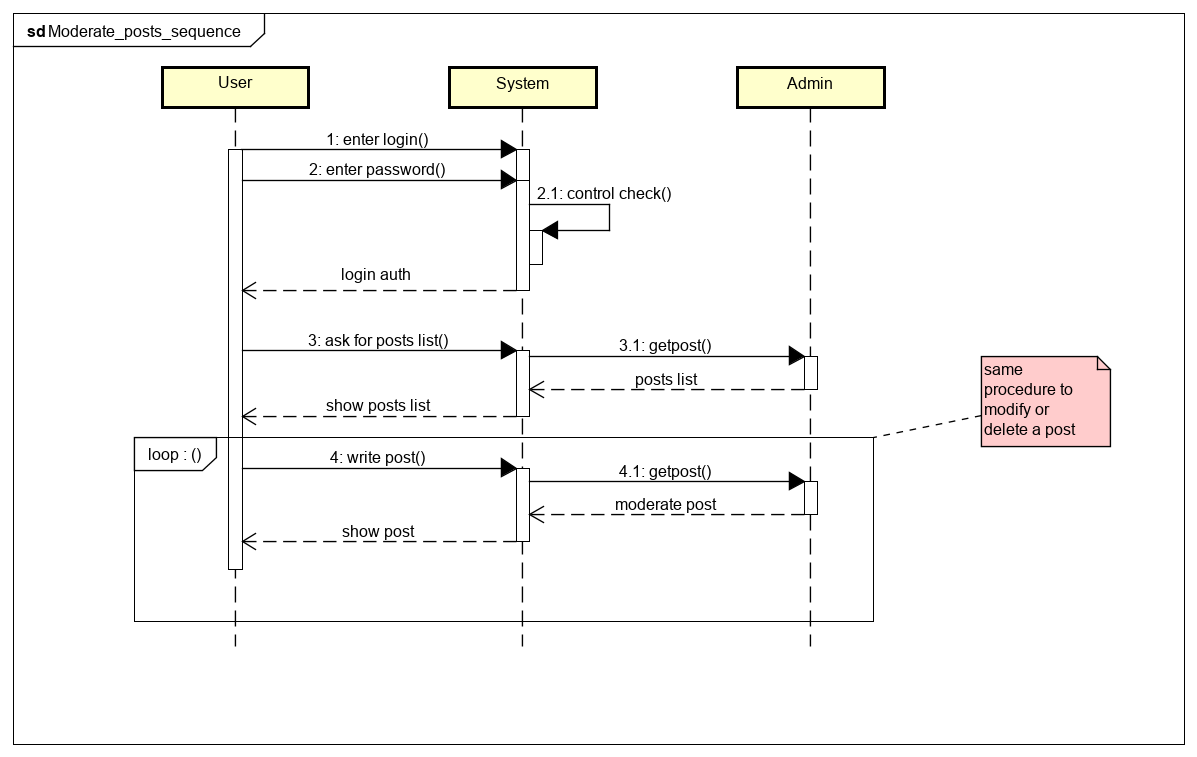 sd Moderate_posts_sequence
User
System
Admin
1: enter login()
2: enter password()
2.1: control check()
login auth
3: ask for posts list()
3.1: getpost()
posts list
show posts list
same
procedure to
modify or
delete a post
loop : ()
4: write post()
4.1: getpost()
moderate post
show post